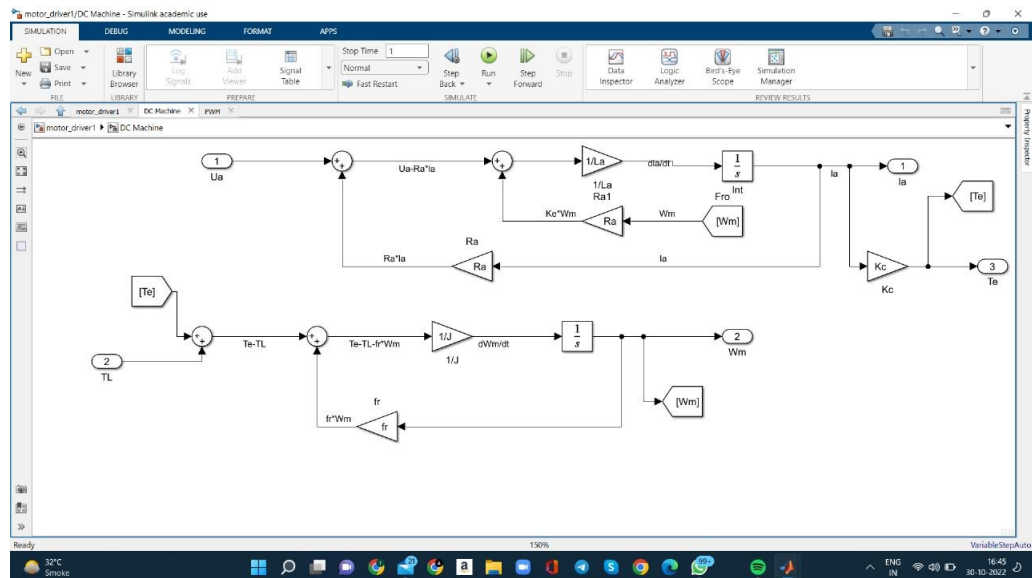 motor_driver1/DC Machine - Simulink academic use
SIMULATION DEBUG MODELING FORMAT APPS
New
Open
Save
Print
FILE
Library Browser
LIBRARY
Log Signals
Add Viewer
Signal Table
PREPARE
Stop Time 1
Normal
Fast Restart
Step Back
Run
Step Forward
Stop
SIMULATE
Data Inspector
Logic Analyzer
Bird's-Eye Scope
Simulation Manager
REVIEW RESULTS
motor_driver1 DC Machine PWM
motor_driver1 DC Machine
Property Inspector
1
Ua
+
+
Ua-Ra*Ia
+
+
1/La
1/La
dIa/dt
1
s
Int
Ia
1
Ia
[Te]
Ra1
Ke*Wm
Ra
Wm
Fro
[Wm]
Ra
Ra*Ia
Ra
Ia
Kc
Kc
3
Te
[Te]
+
+
2
TL
Te-TL
+
+
Te-TL-fr*Wm
1/J
1/J
dWm/dt
1
s
2
Wm
[Wm]
fr
fr*Wm
fr
Ready
150%
VariableStepAuto
32°C
Smoke
21
99+
ENG
IN
16:45
30-10-2022